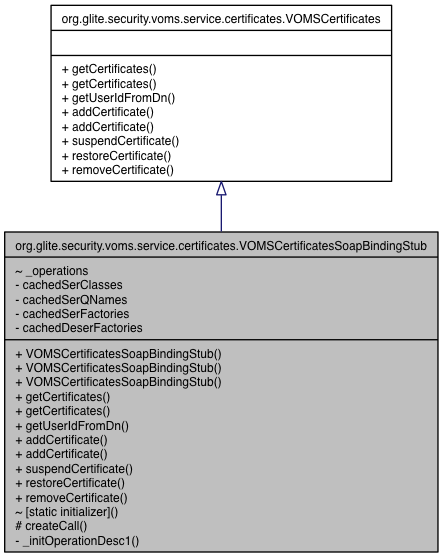 org.glite.security.voms.service.certificates.VOMSCertificates
+ getCertificates()
+ getCertificates()
+ getUserIdFromDn()
+ addCertificate()
+ addCertificate()
+ suspendCertificate()
+ restoreCertificate()
+ removeCertificate()
org.glite.security.voms.service.certificates.VOMSCertificatesSoapBindingStub
~ _operations
- cachedSerClasses
- cachedSerQNames
- cachedSerFactories
- cachedDeserFactories
+ VOMSCertificatesSoapBindingStub()
+ VOMSCertificatesSoapBindingStub()
+ VOMSCertificatesSoapBindingStub()
+ getCertificates()
+ getCertificates()
+ getUserIdFromDn()
+ addCertificate()
+ addCertificate()
+ suspendCertificate()
+ restoreCertificate()
+ removeCertificate()
~ [static initializer]()
# createCall()
- _initOperationDesc1()